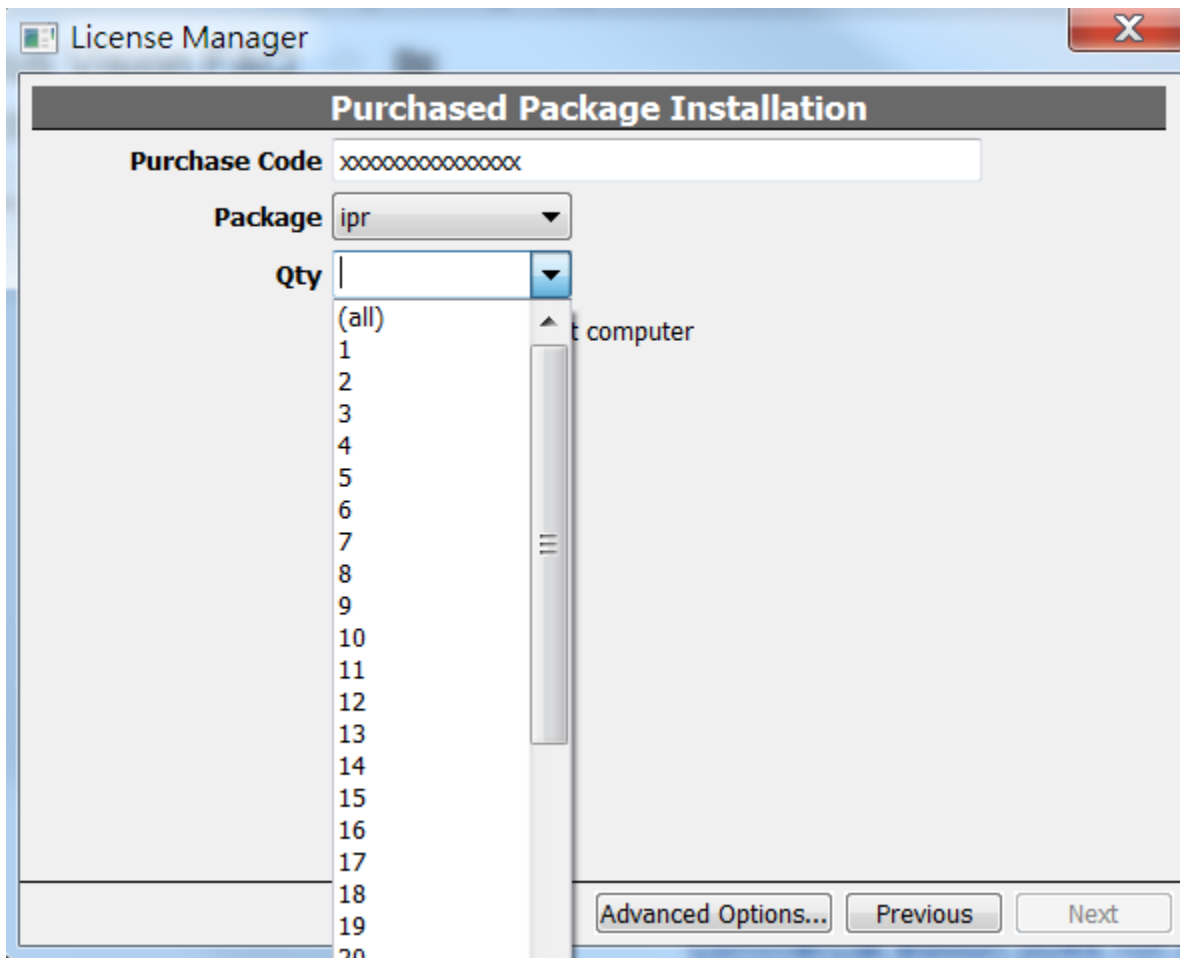 License Manager
Purchased Package Installation
Purchase Code xxxxxxxxxxxxxxx
Package ipr
Qty
(all)
computer
1
2
3
4
5
6
7
8
9
10
11
12
13
14
15
16
17
18
19
20
Advanced Options... Previous Next